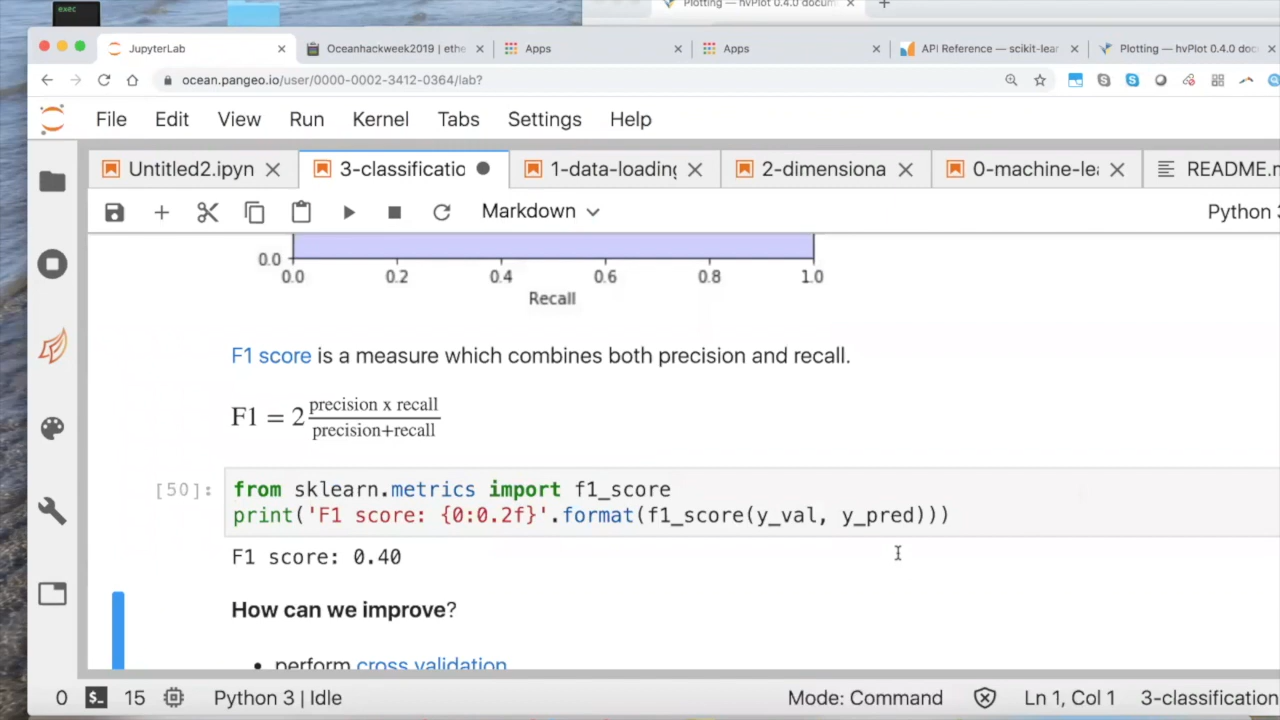 exec
Plotting — hvPlot 0.4.0 docum
JupyterLab
Oceanhackweek2019 | ethe
Apps
Apps
API Reference — scikit-lear
Plotting — hvPlot 0.4.0 doc
ocean.pangeo.io/user/0000-0002-3412-0364/lab?
File Edit View Run Kernel Tabs Settings Help
Untitled2.ipyn
3-classificatio
1-data-loading
2-dimensiona
0-machine-le
README.m
Markdown
Python 3
0.0
0.0 0.2 0.4 0.6 0.8 1.0
Recall
F1 score is a measure which combines both precision and recall.
F1 = 2 precision x recall
precision+recall
[50]: from sklearn.metrics import f1_score
print('F1 score: {0:0.2f}'.format(f1_score(y_val, y_pred)))
F1 score: 0.40
How can we improve?
• perform cross validation
0 $_ 15 Python 3 | Idle Mode: Command Ln 1, Col 1 3-classification